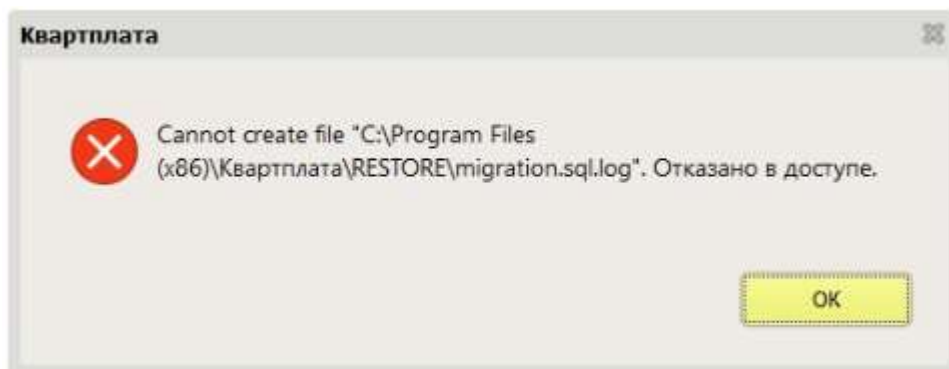 Квартплата
Cannot create file "C:\Program Files
(x86)\Квартплата\RESTORE\migration.sql.log". Отказано в доступе.
OK